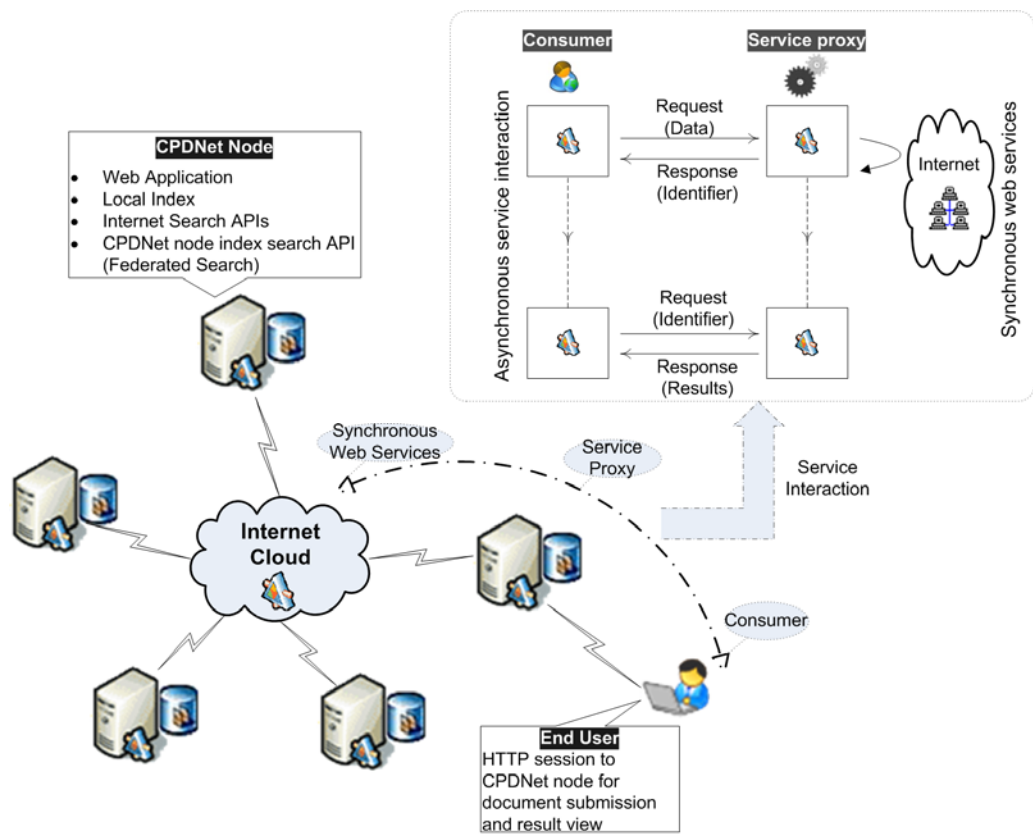 Consumer
Service proxy
Asynchronous service interaction
Request
(Data)
Response
(Identifier)
Internet
Synchronous web services
Request
(Identifier)
Response
(Results)
CPDNet Node
• Web Application
• Local Index
• Internet Search APIs
• CPDNet node index search API
(Federated Search)
Synchronous
Web Services
Service
Proxy
Service
Interaction
Internet
Cloud
Consumer
End User
HTTP session to
CPDNet node for
document submission
and result view